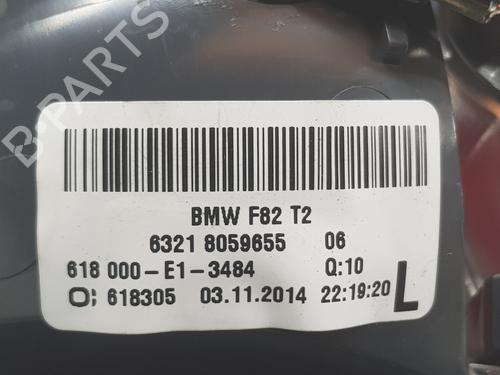 B-PARTS
BMW F82 T2
6321 8059655 06
618 000-E1-3484 Q:10
618305 03.11.2014 22:19:20 L